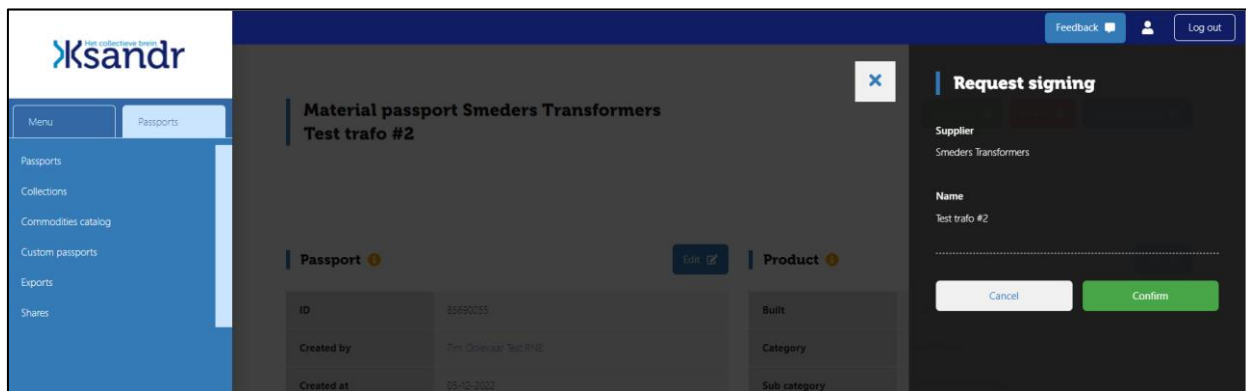 Het collectieve brein
Ksandr
Feedback
Log out
Menu
Passports
Passports
Collections
Commodities catalog
Custom passports
Exports
Shares
Material passport Smeders Transformers
Test trafo #2
Passport
Edit
Product
ID
Built
Created by
Category
Created at
05-12-2022
Sub category
Request signing
Supplier
Smeders Transformers
Name
Test trafo #2
Cancel
Confirm